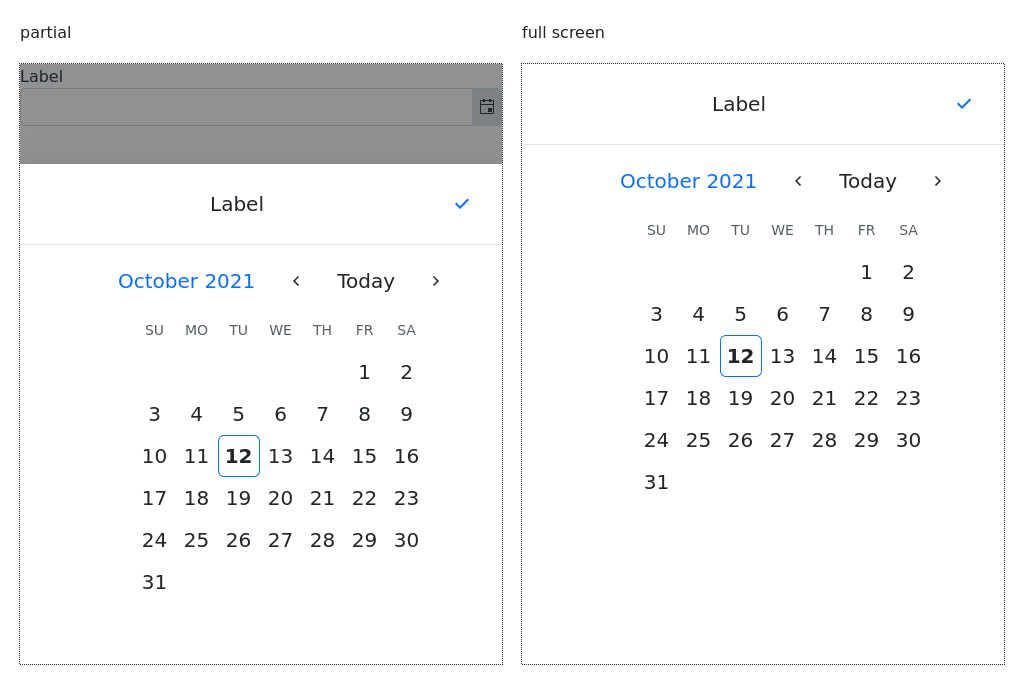 partial
Label
Label
October 2021 Today
SU MO TU WE TH FR SA
1 2
3 4 5 6 7 8 9
10 11 12 13 14 15 16
17 18 19 20 21 22 23
24 25 26 27 28 29 30
31
full screen
Label
October 2021 Today
SU MO TU WE TH FR SA
1 2
3 4 5 6 7 8 9
10 11 12 13 14 15 16
17 18 19 20 21 22 23
24 25 26 27 28 29 30
31